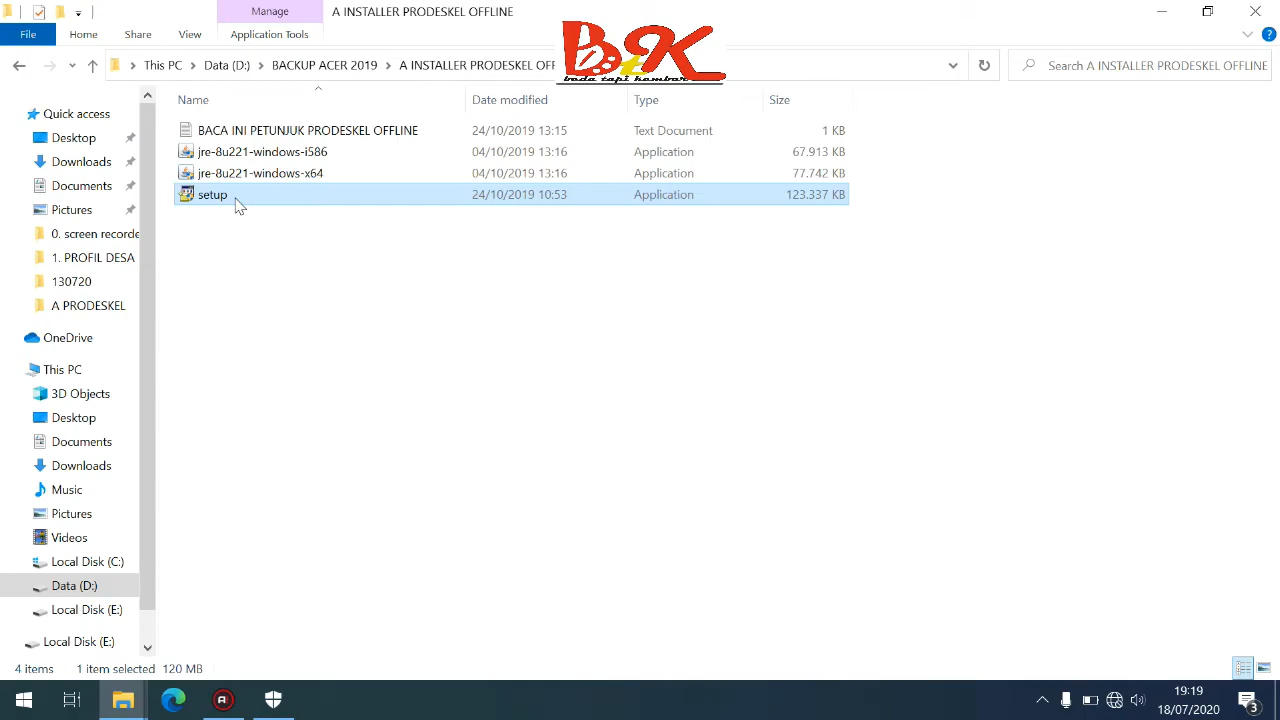 Manage
A INSTALLER PRODESKEL OFFLINE
File
Home
Share
View
Application Tools
This PC > Data (D:) > BACKUP ACER 2019 > A INSTALLER PRODESKEL OFF
Search A INSTALLER PRODESKEL OFFLINE
BtK
beda tapi kembar
Name
Date modified
Type
Size
BACA INI PETUNJUK PRODESKEL OFFLINE 24/10/2019 13:15 Text Document 1 KB
jre-8u221-windows-i586 04/10/2019 13:16 Application 67.913 KB
jre-8u221-windows-x64 04/10/2019 13:16 Application 77.742 KB
setup 24/10/2019 10:53 Application 123.337 KB
Quick access
Desktop
Downloads
Documents
Pictures
0. screen recorde
1. PROFIL DESA
130720
A PRODESKEL
OneDrive
This PC
3D Objects
Desktop
Documents
Downloads
Music
Pictures
Videos
Local Disk (C:)
Data (D:)
Local Disk (E:)
Local Disk (E:)
4 items 1 item selected 120 MB
19:19
18/07/2020
3